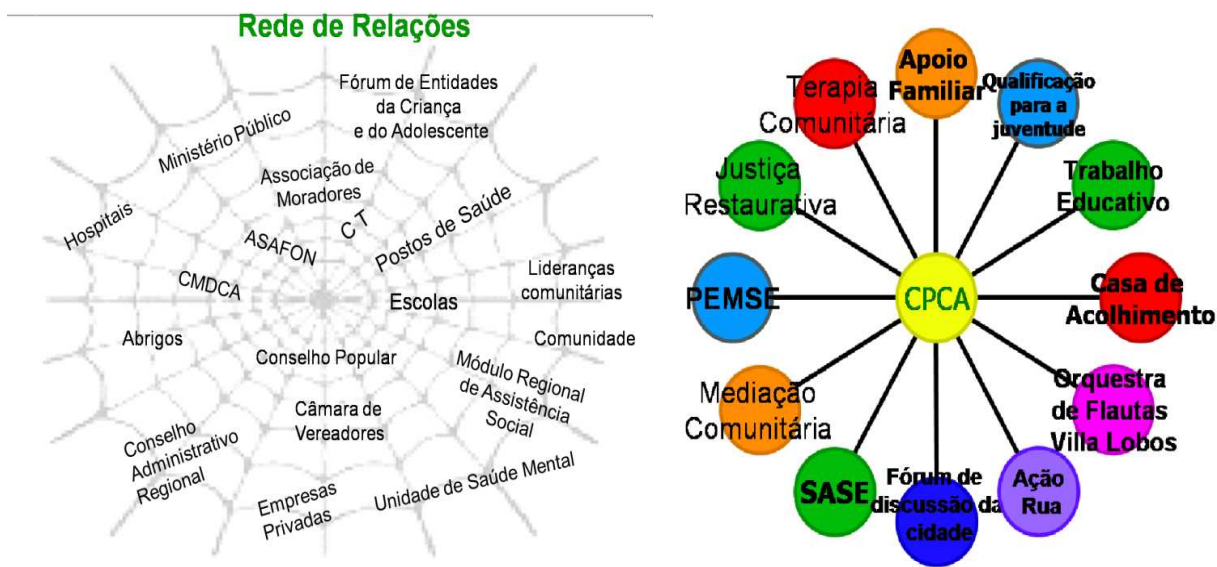 Rede de Relações
Fórum de Entidades
da Criança
e do Adolescente
Ministério Público
Associação de
Moradores
CT
Postos de Saúde
Hospitais
ASAFON
CMDCA
Lideranças
comunitárias
Escolas
Abrigos
Comunidade
Conselho Popular
Módulo Regional
de Assistência
Social
Câmara de
Vereadores
Conselho
Administrativo
Regional
Unidade de Saúde Mental
Empresas
Privadas
Apoio
Familiar
Qualificação
para a
juventude
Terapia
Comunitária
Trabalho
Educativo
Justiça
Restaurativa
PEMSE
CPCA
Casa de
Acolhimento
Mediação
Comunitária
Orquestra
de Flautas
Villa Lobos
SASE
Fórum de
discussão da
cidade
Ação
Rua